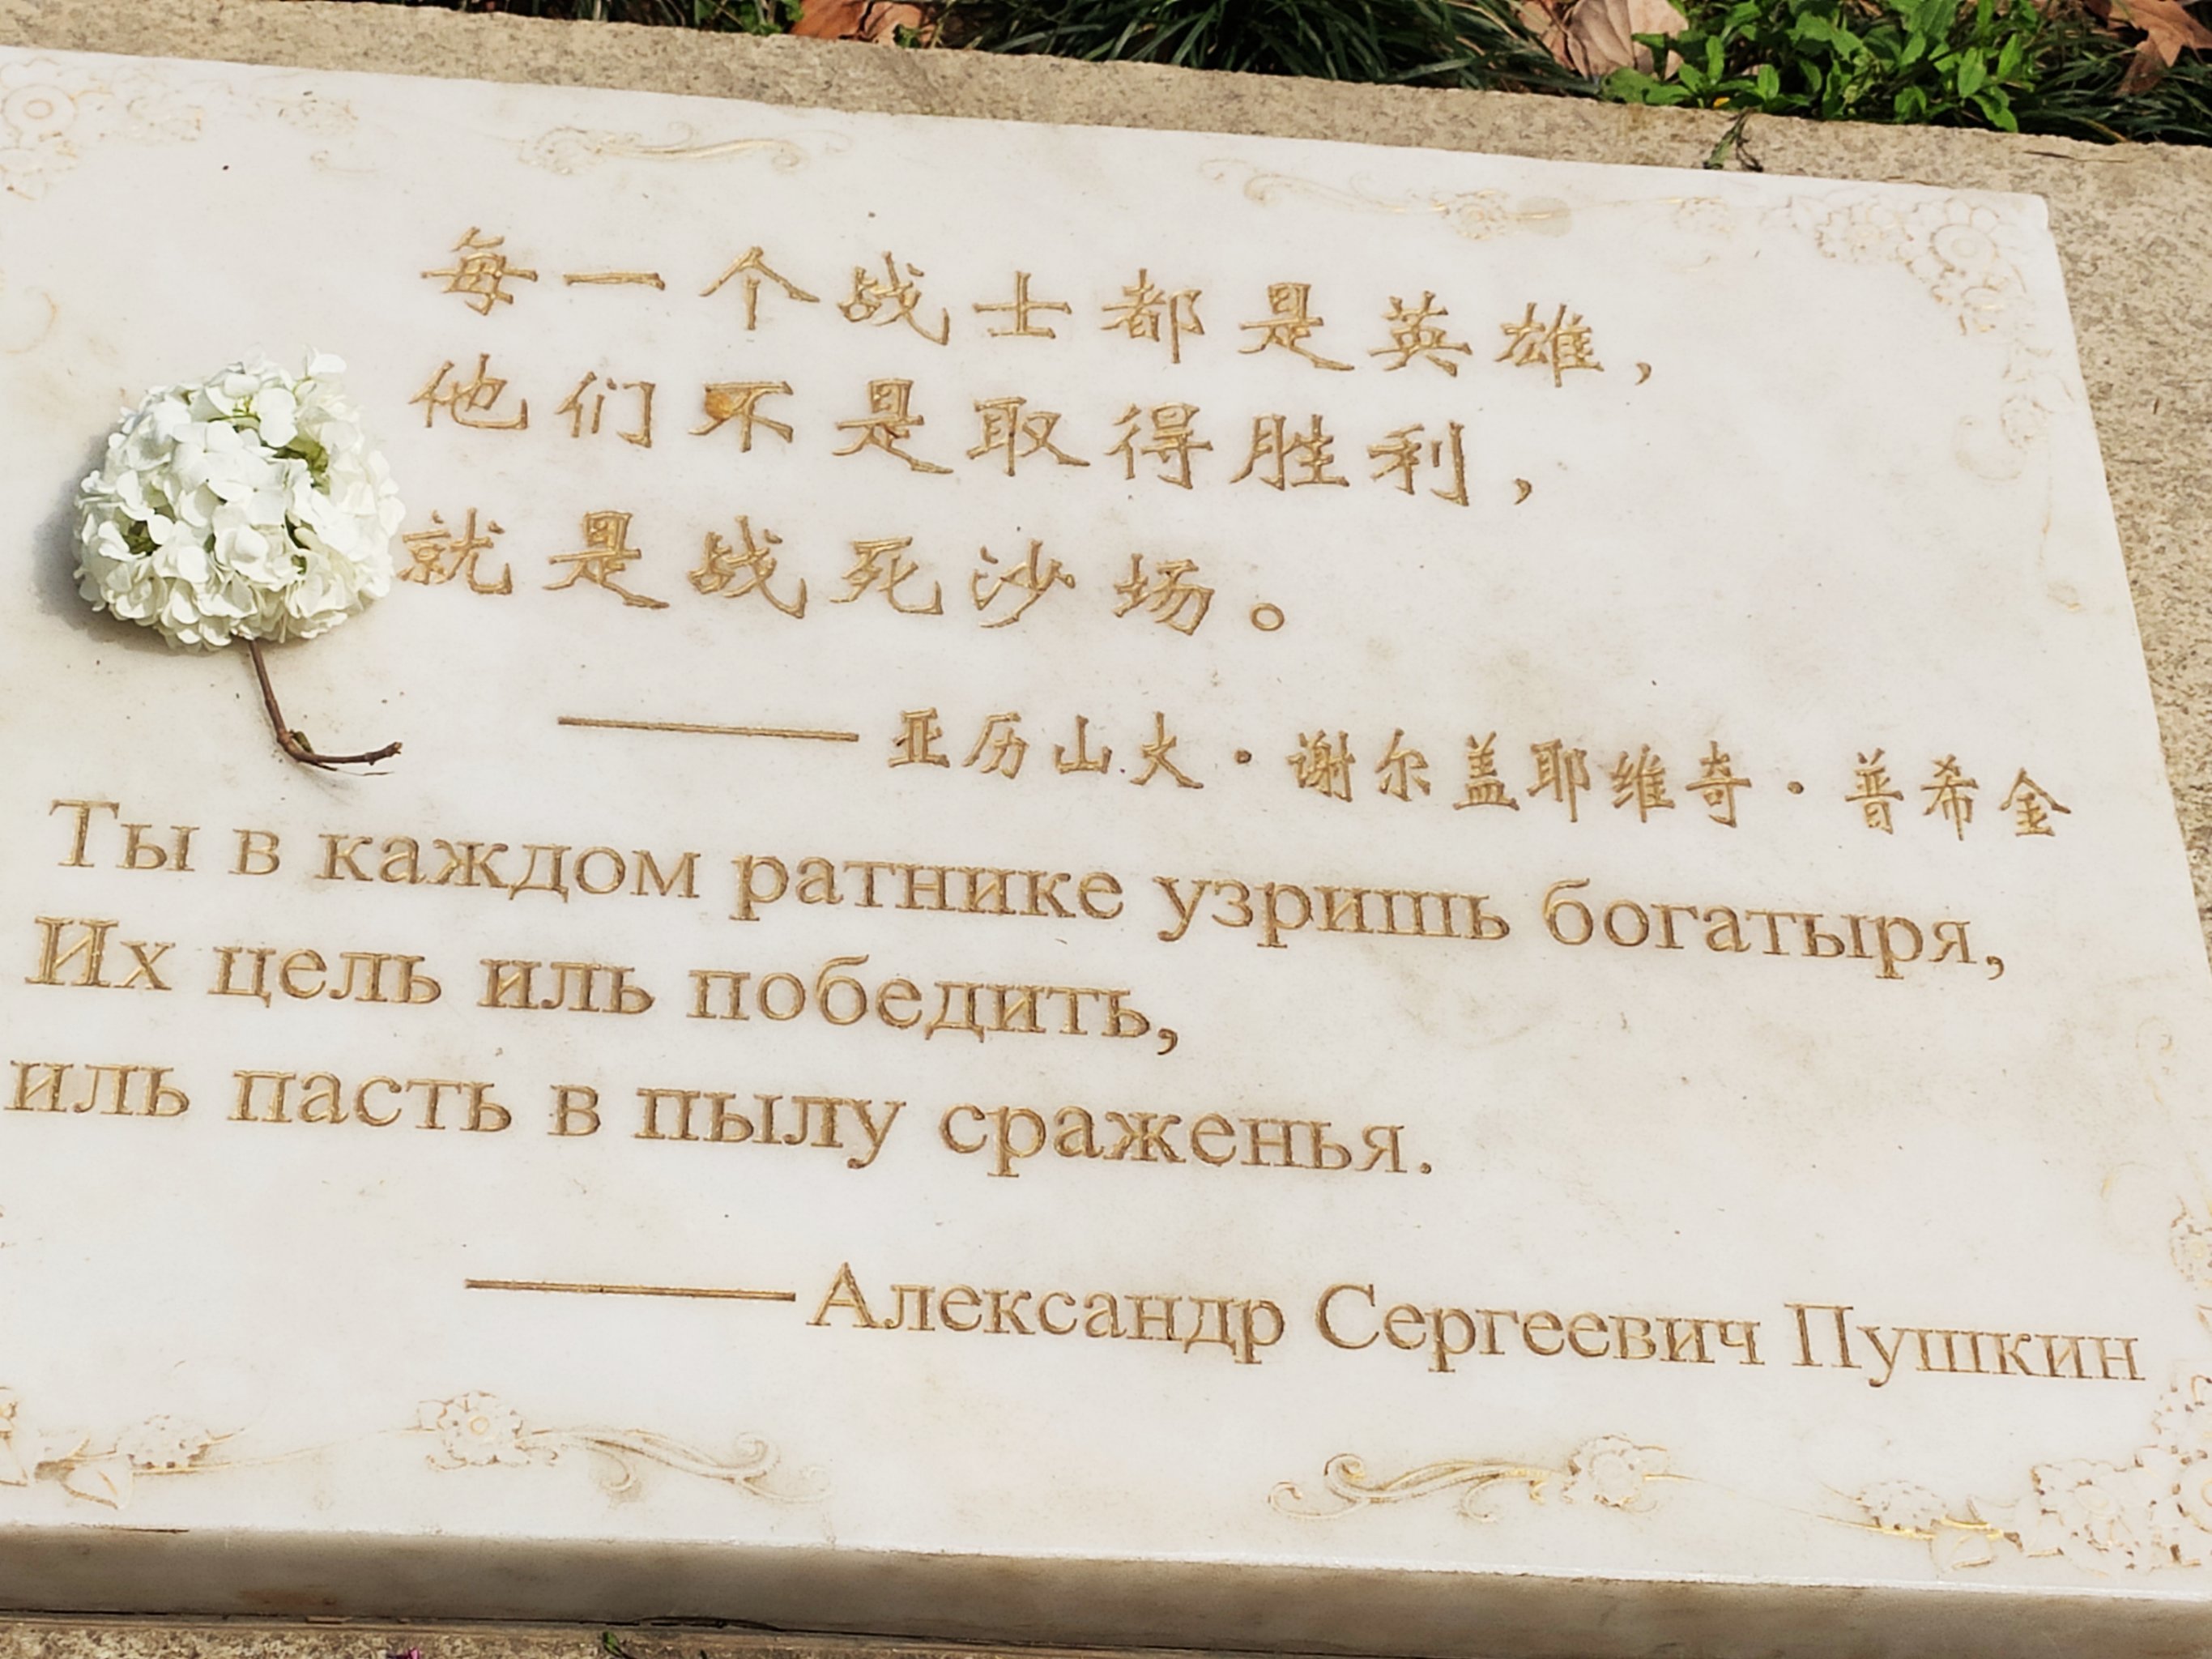 每一个战士都是英雄，
他们不是取得胜利，
就是战死沙场。
——亚历山大·谢尔盖耶维奇·普希金
Ты в каждом ратнике узришь богатыря,
Их цель иль победить,
иль пасть в пылу сраженья.
——Александр Сергеевич Пушкин